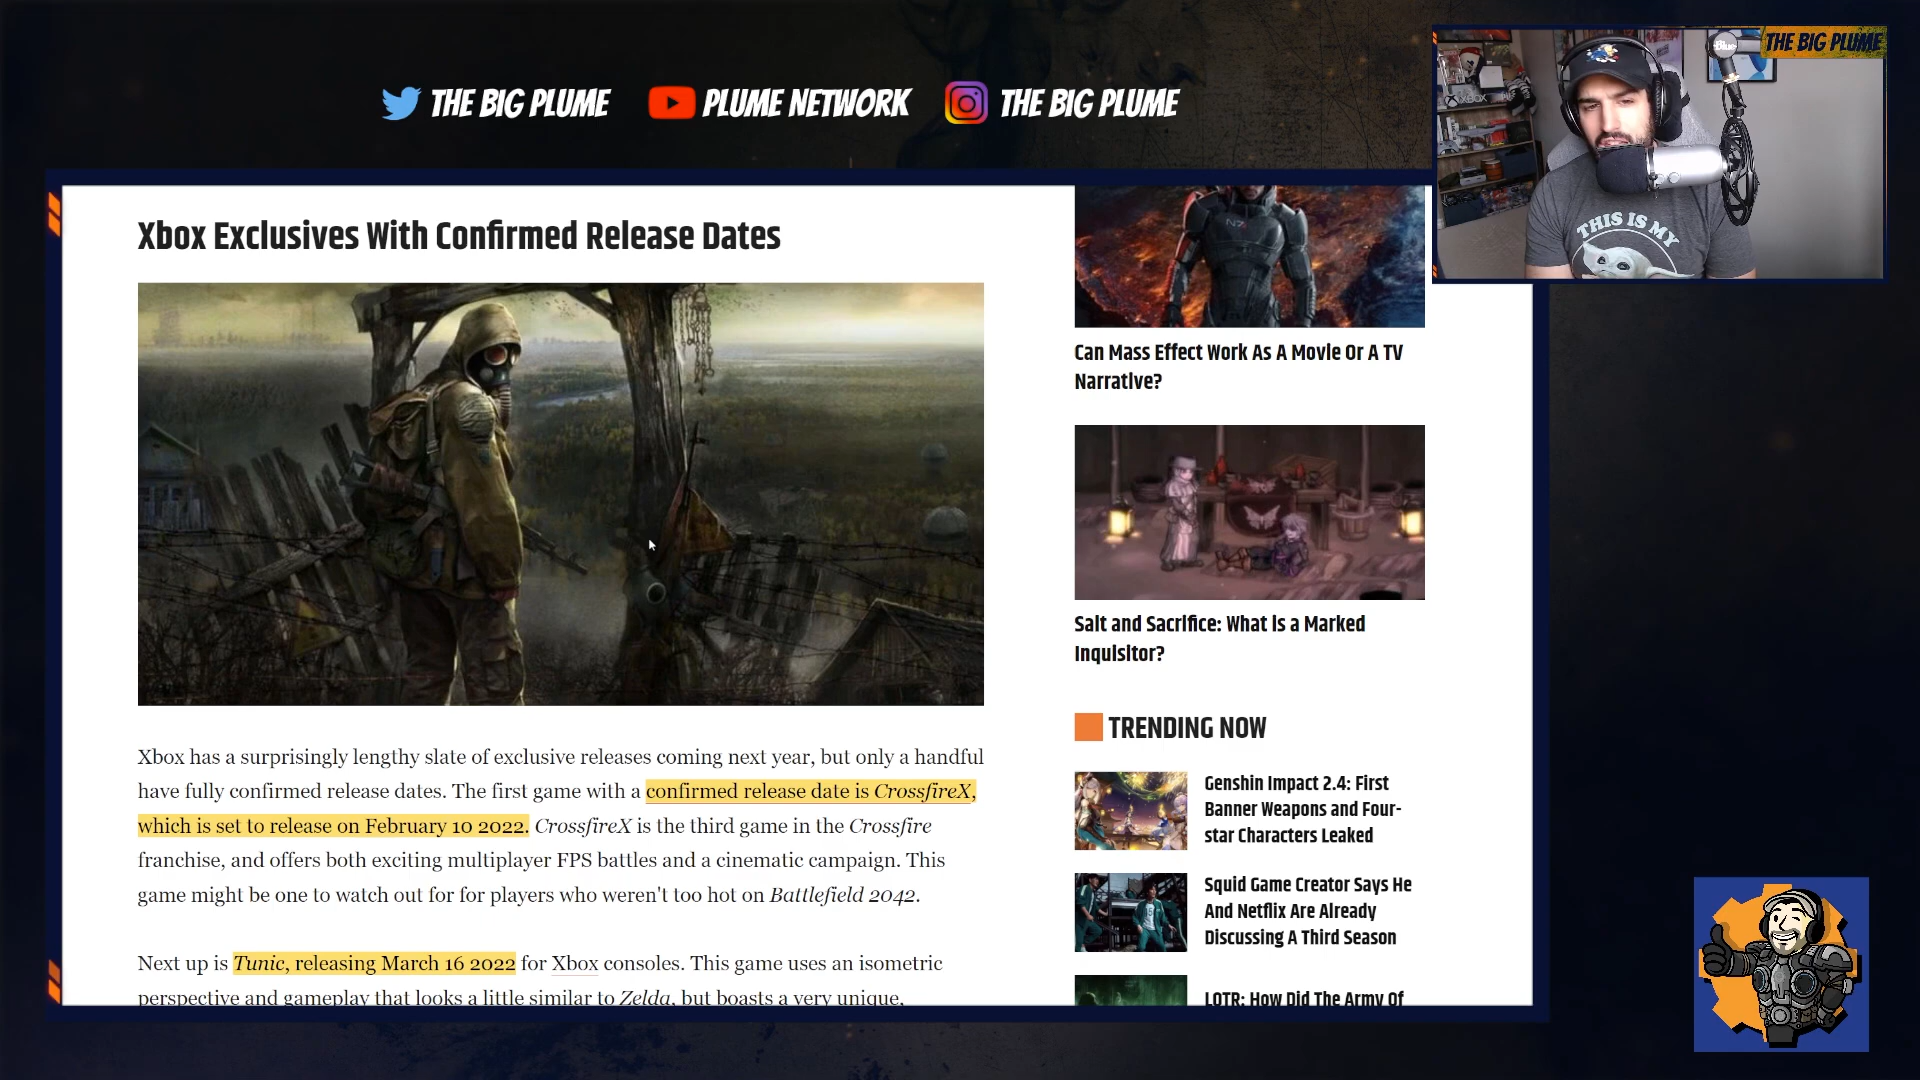 THE BIG PLUME
PLUME NETWORK
THE BIG PLUME
THE BIG PLUME
Blue
XBOX
THIS IS MY
Xbox Exclusives With Confirmed Release Dates
N7
Can Mass Effect Work As A Movie Or A TV
Narrative?
Salt and Sacrifice: What is a Marked
Inquisitor?
Xbox has a surprisingly lengthy slate of exclusive releases coming next year, but only a handful
have fully confirmed release dates. The first game with a confirmed release date is CrossfireX,
which is set to release on February 10 2022. CrossfireX is the third game in the Crossfire
franchise, and offers both exciting multiplayer FPS battles and a cinematic campaign. This
game might be one to watch out for for players who weren't too hot on Battlefield 2042.
Next up is Tunic, releasing March 16 2022 for Xbox consoles. This game uses an isometric
perspective and gameplay that looks a little similar to Zelda, but boasts a very unique,
TRENDING NOW
Genshin Impact 2.4: First
Banner Weapons and Four-
star Characters Leaked
Squid Game Creator Says He
And Netflix Are Already
Discussing A Third Season
LOTR: How Did The Army Of